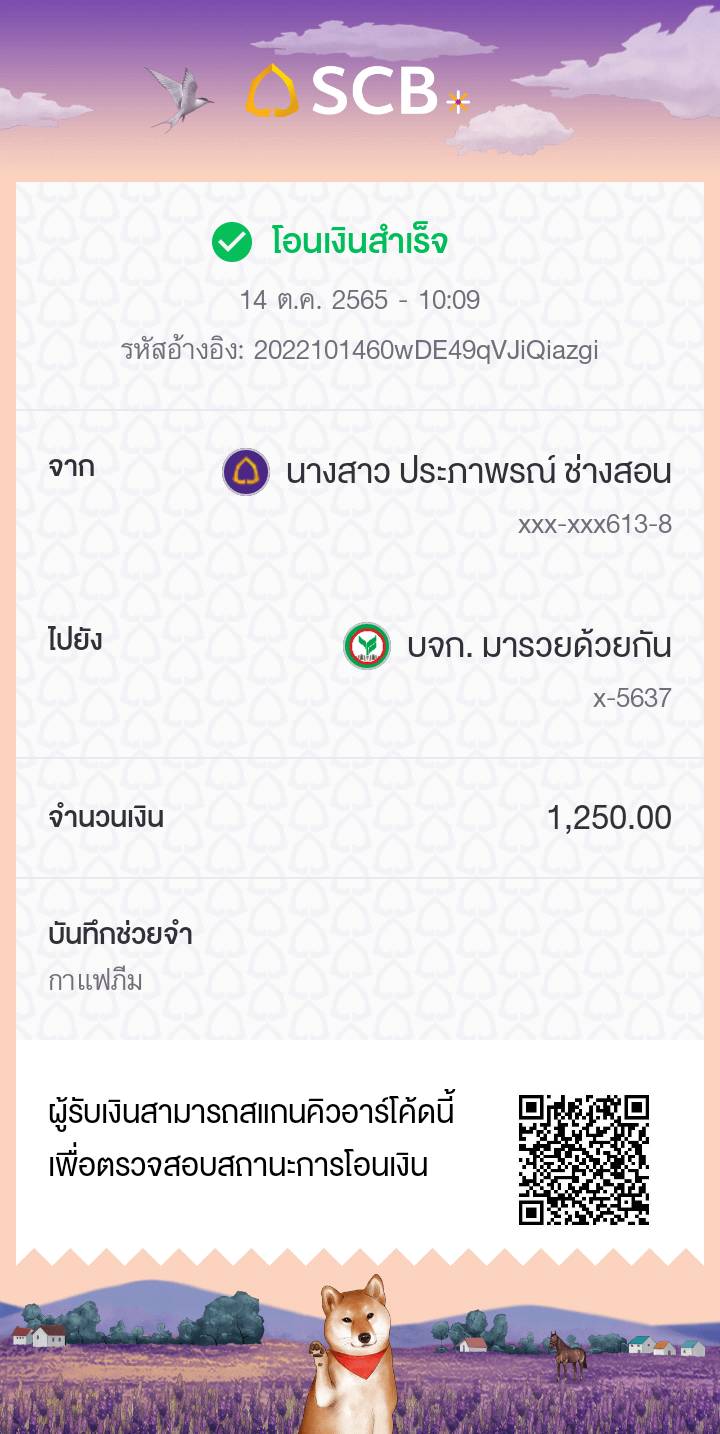 SCB
โอนเงินสำเร็จ
14 ต.ค. 2565 - 10:09
รหัสอ้างอิง: 2022101460wDE49qVJiQiazgi
จาก
นางสาว ประภาพรณ์ ช่างสอน
xxx-xxx613-8
ไปยัง
บจก. มารวยด้วยกัน
x-5637
จำนวนเงิน
1,250.00
บันทึกช่วยจำ
กาแฟภีม
ผู้รับเงินสามารถสแกนคิวอาร์โค้ดนี้
เพื่อตรวจสอบสถานะการโอนเงิน